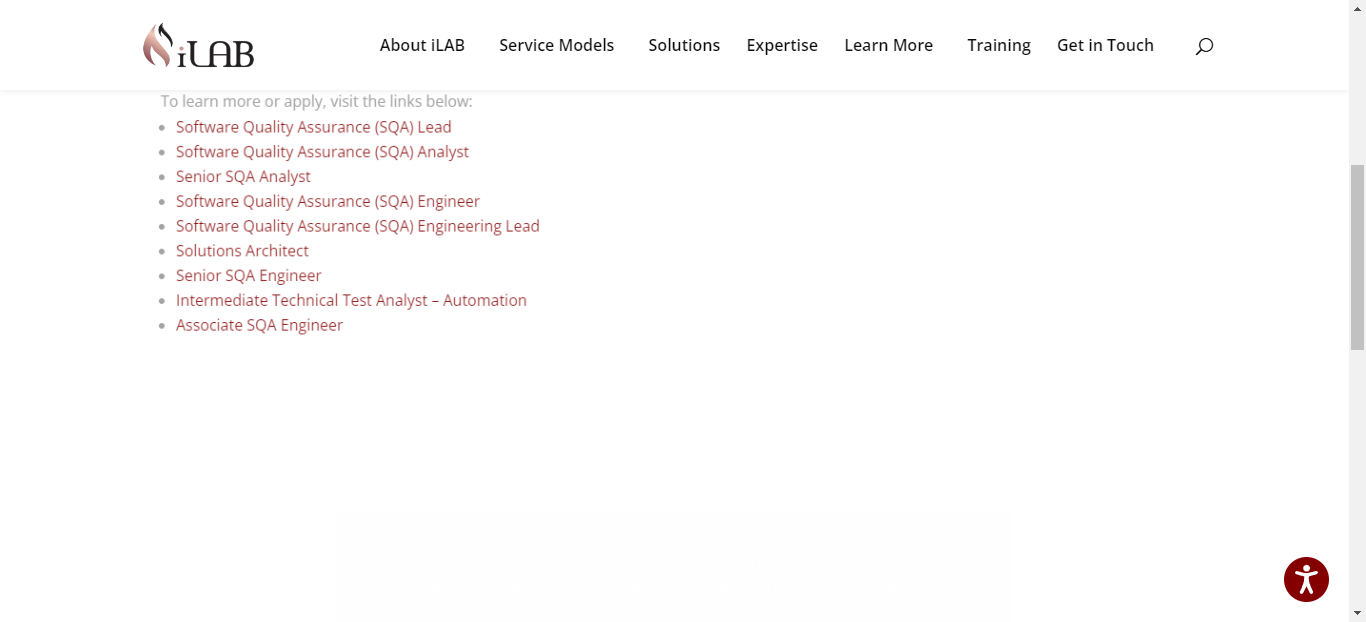 iLAB
About iLAB Service Models Solutions Expertise Learn More Training Get in Touch
To learn more or apply, visit the links below:
Software Quality Assurance (SQA) Lead
Software Quality Assurance (SQA) Analyst
Senior SQA Analyst
Software Quality Assurance (SQA) Engineer
Software Quality Assurance (SQA) Engineering Lead
Solutions Architect
Senior SQA Engineer
Intermediate Technical Test Analyst – Automation
Associate SQA Engineer